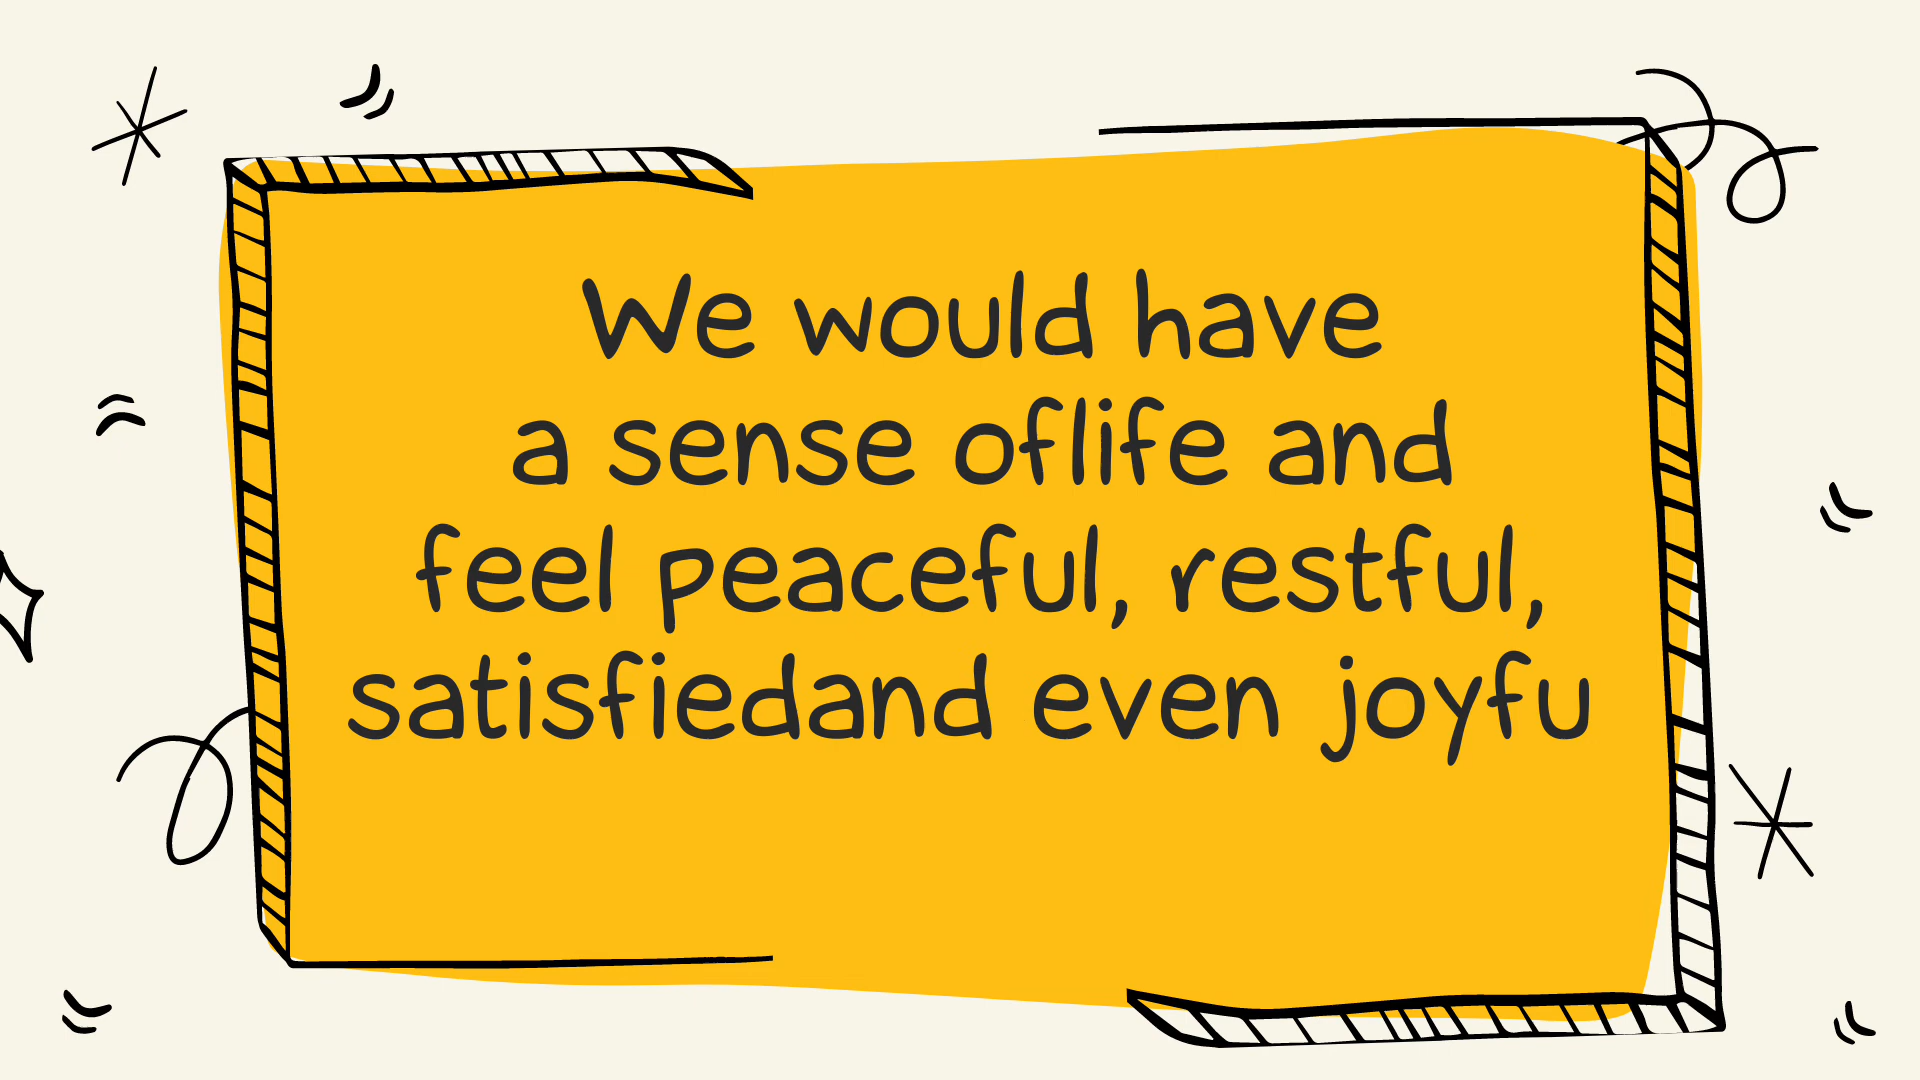 We would have
a sense oflife and
feel peaceful, restful,
satisfiedand even joyfu